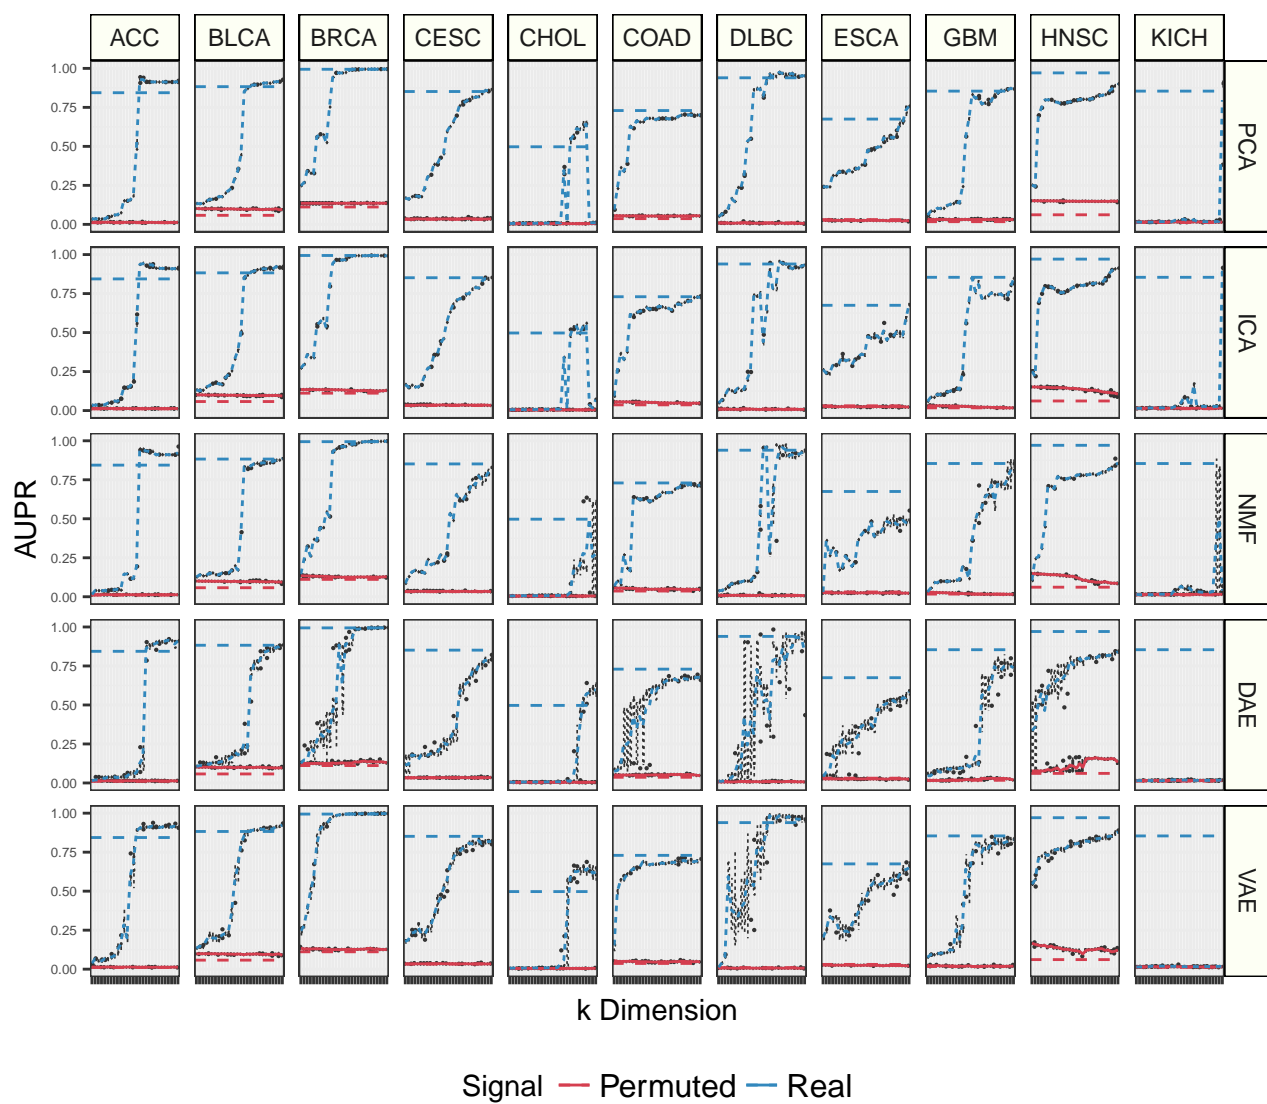 ACC BLCA BRCA CESC CHOL COAD DLBC ESCA GBM HNSC KICH
1.00
0.75
0.50
0.25
0.00
PCA
1.00
0.75
0.50
0.25
0.00
ICA
1.00
0.75
0.50
0.25
0.00
NMF
1.00
0.75
0.50
0.25
0.00
DAE
1.00
0.75
0.50
0.25
0.00
VAE
AUPR
k Dimension
Signal Permuted Real